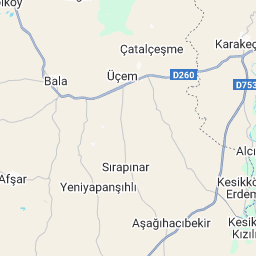 Çatalçeşme
Karakeç
Üçem
Bala
D260
D753
Alcı
Sırapınar
Afşar
Yeniyapanşıhlı
Kesikkö
Erdem
Aşağıhacıbekir
Kesik
Kızılı